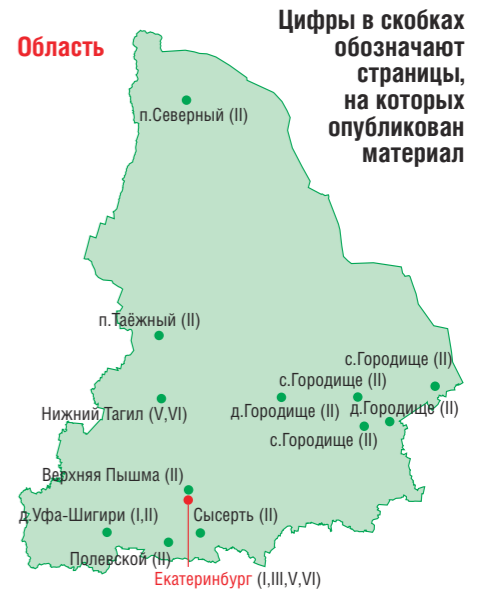 Область
Цифры в скобках
обозначают
страницы,
на которых
опубликован
материал
п.Северный (II)
п.Таёжный (II)
с.Городище (II)
с.Городище (II)
Нижний Тагил (V,VI)
д.Городище (II)
д.Городище (II)
с.Городище (II)
Верхняя Пышма (II)
д.Уфа-Шигири (I,II)
Сысерть (II)
Полевской (II)
Екатеринбург (I,III,V,VI)